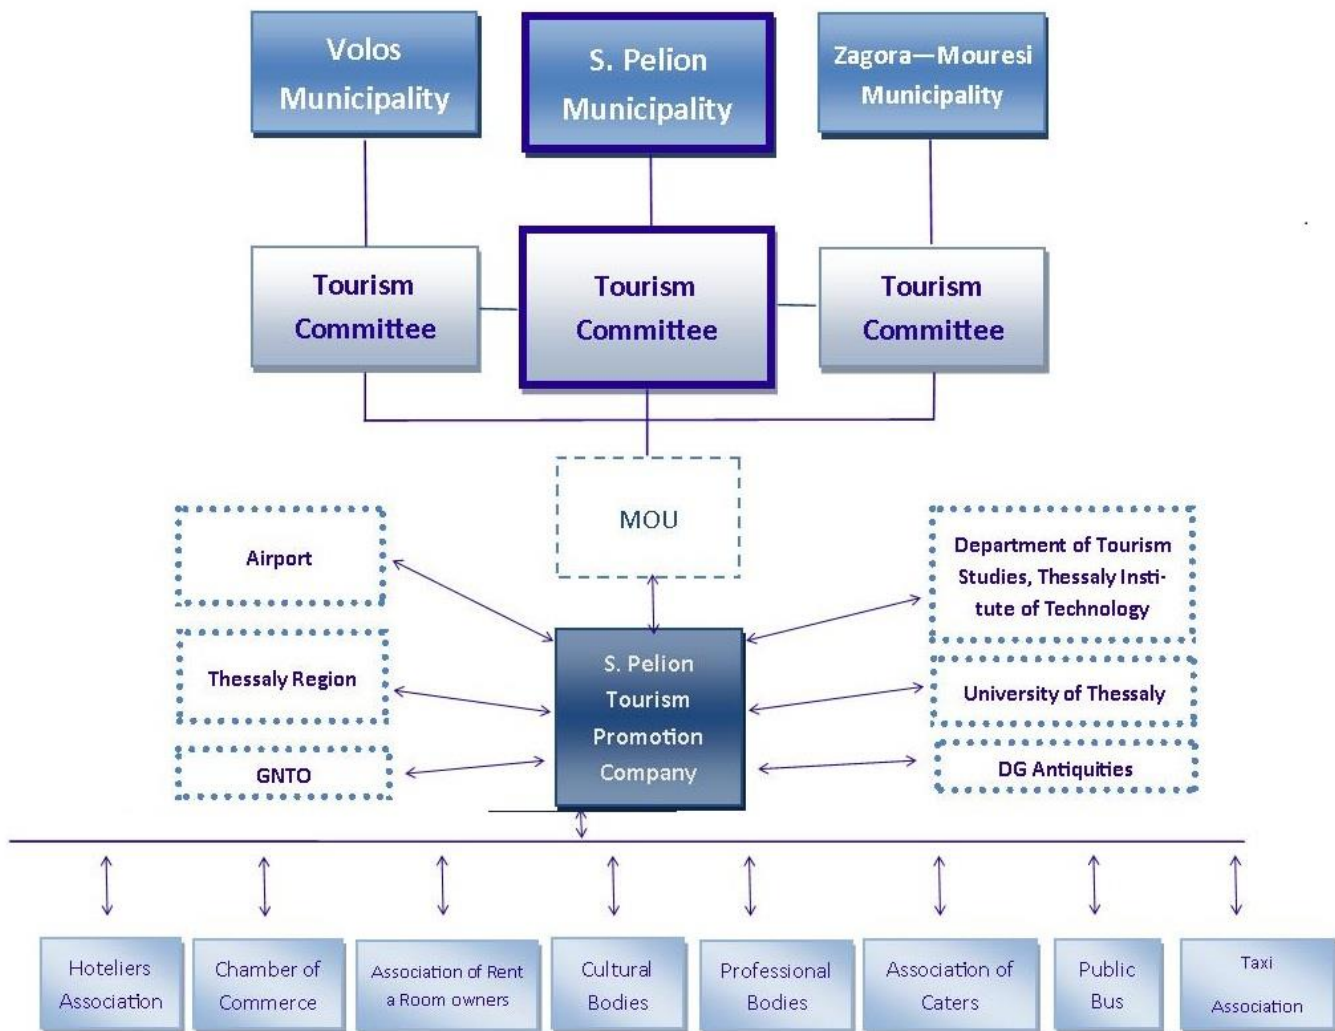 Volos
Municipality
S. Pelion
Municipality
Zagora—Mouresi
Municipality
Tourism
Committee
Tourism
Committee
Tourism
Committee
MOU
Airport
Department of Tourism
Studies, Thessaly Insti-
tute of Technology
Thessaly Region
S. Pelion
Tourism
Promotion
Company
University of Thessaly
GNTO
DG Antiquities
Hoteliers
Association
Chamber of
Commerce
Association of Rent
a Room owners
Cultural
Bodies
Professional
Bodies
Association of
Caters
Public
Bus
Taxi
Association